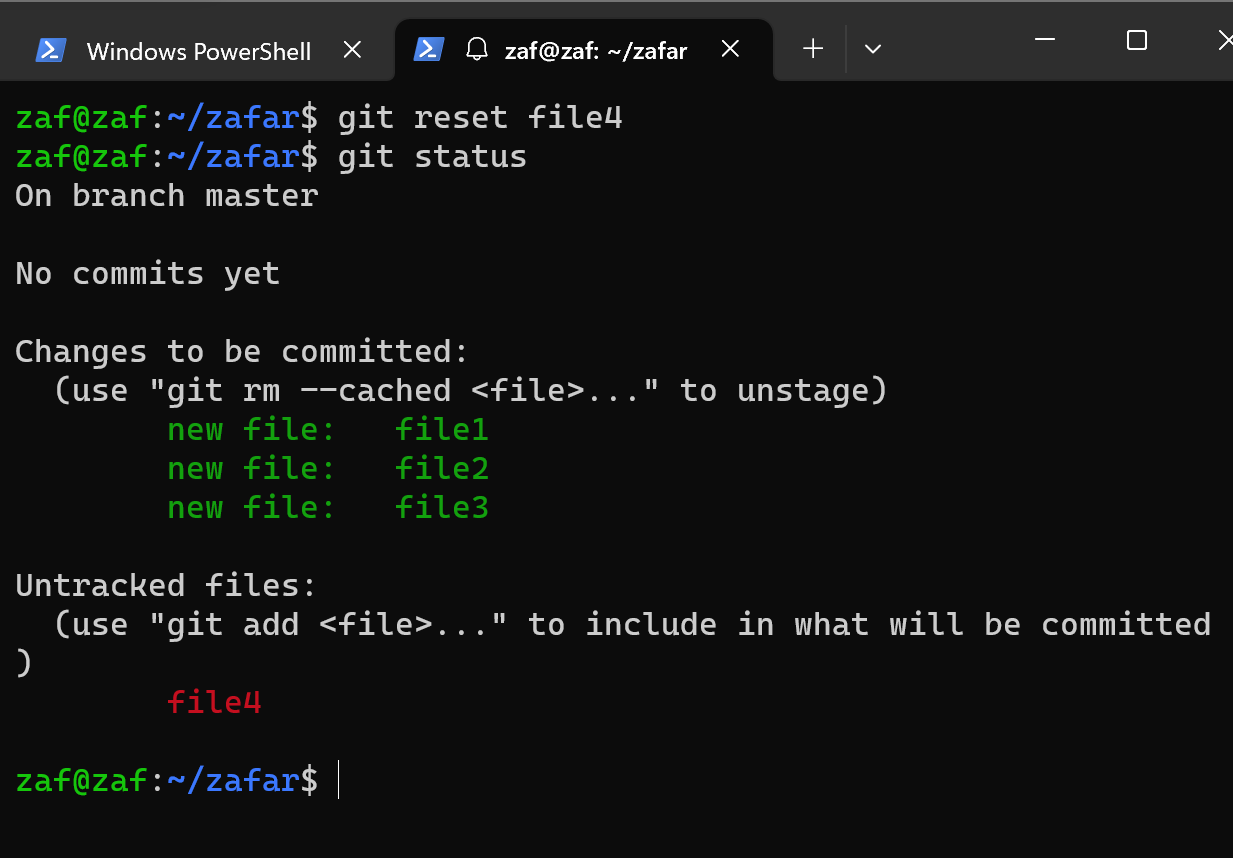 Windows PowerShell
zaf@zaf: ~/zafar
zaf@zaf:~/zafar$ git reset file4
zaf@zaf:~/zafar$ git status
On branch master
No commits yet
Changes to be committed:
  (use "git rm --cached <file>..." to unstage)
        new file:   file1
        new file:   file2
        new file:   file3
Untracked files:
  (use "git add <file>..." to include in what will be committed
)
        file4
zaf@zaf:~/zafar$